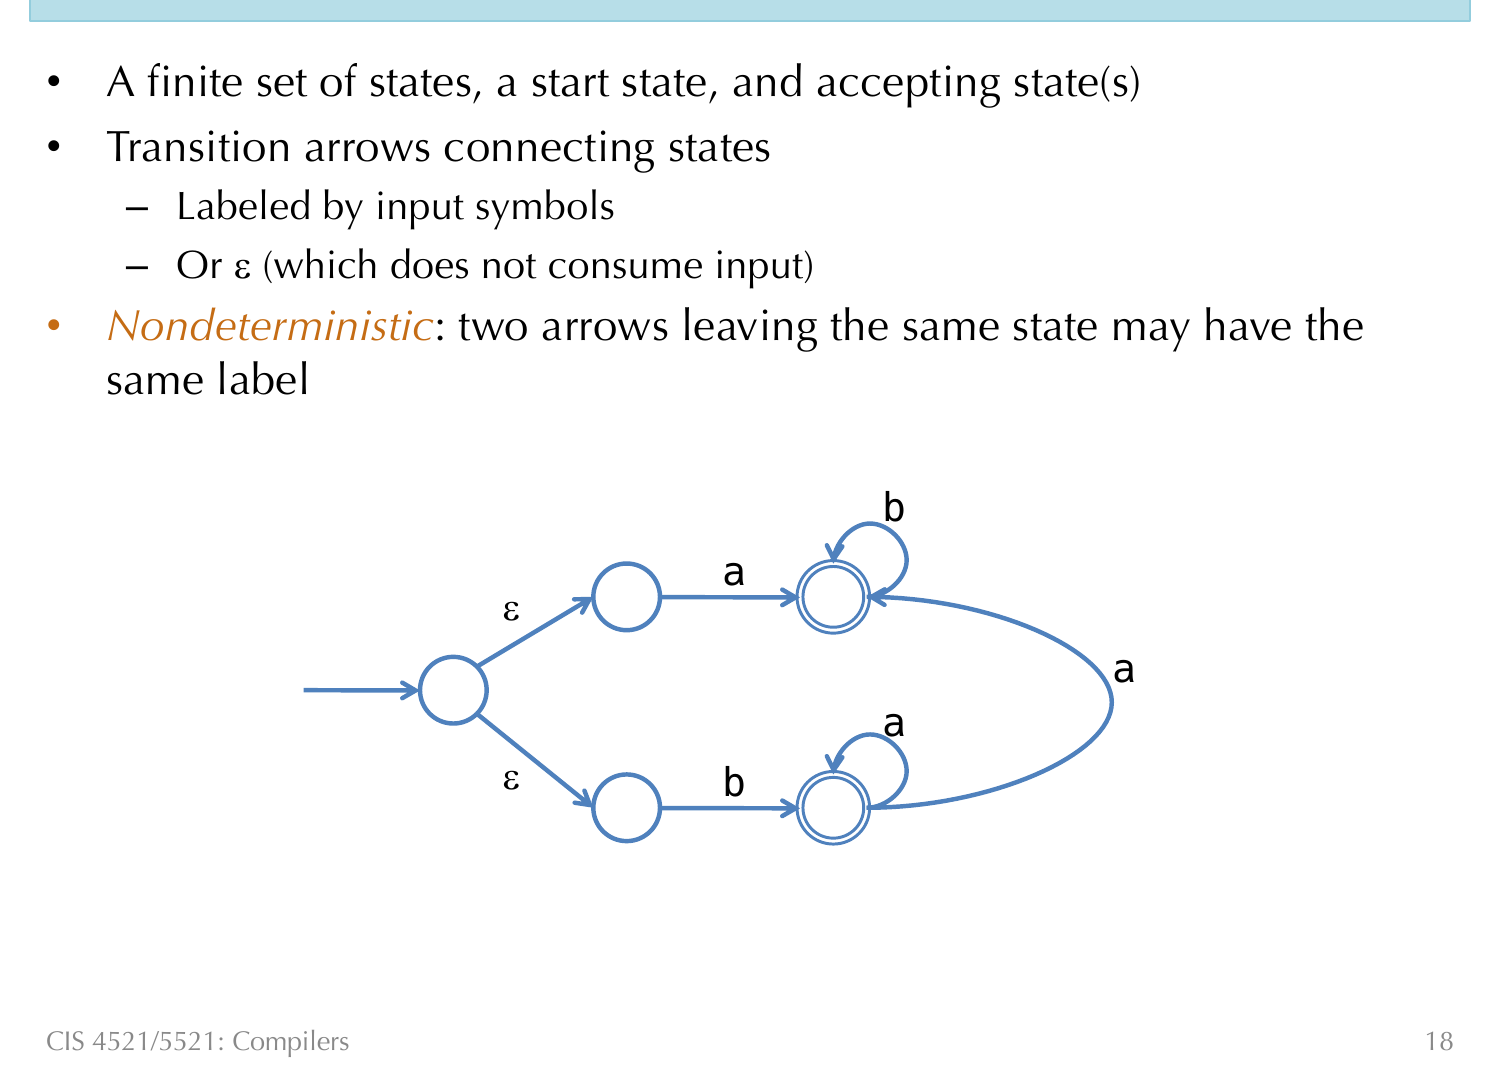 • A finite set of states, a start state, and accepting state(s)
• Transition arrows connecting states
– Labeled by input symbols
– Or ε (which does not consume input)
• Nondeterministic: two arrows leaving the same state may have the
same label
b
a
ε
a
a
ε
b
CIS 4521/5521: Compilers
18